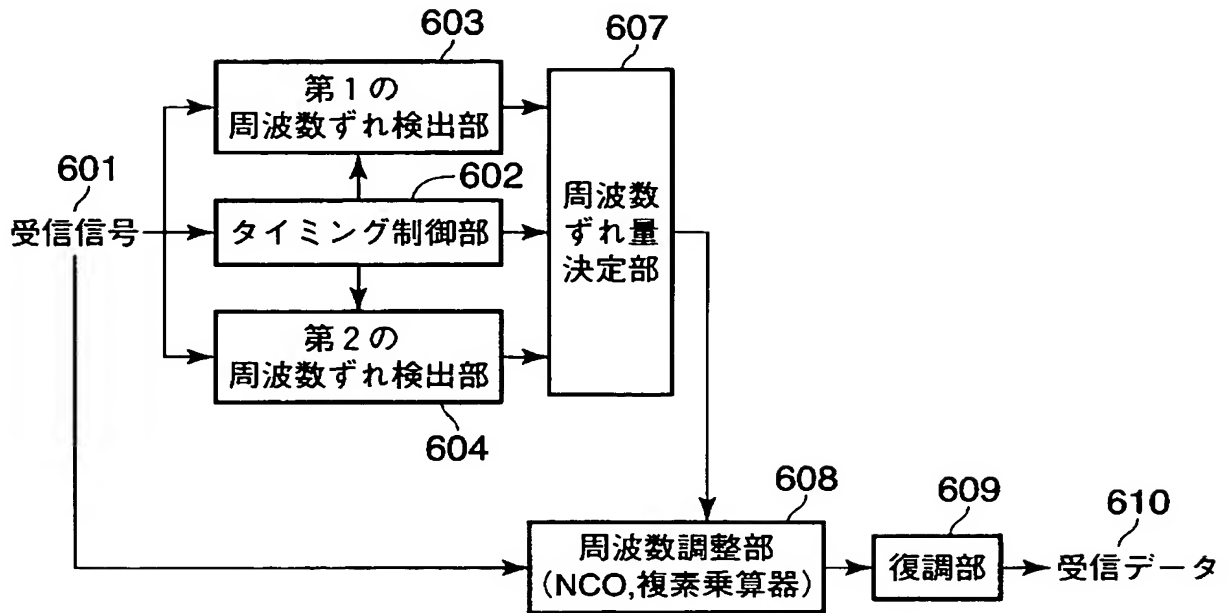 603
607
第1の
周波数ずれ検出部
601
602
受信信号
タイミング制御部
周波数
ずれ量
決定部
第2の
周波数ずれ検出部
604
608
609
610
周波数調整部
(NCO,複素乗算器)
復調部
受信データ